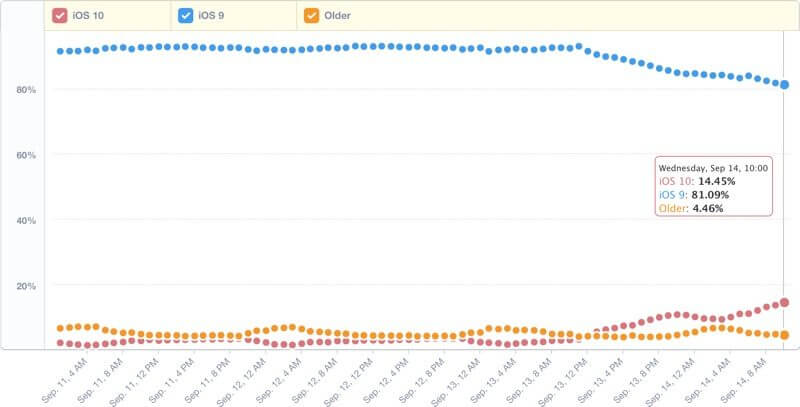 iOS 10 iOS 9 Older
80%
60%
Wednesday, Sep 14, 10:00
iOS 10: 14.45%
iOS 9: 81.09%
Older: 4.46%
40%
20%
Sep. 11, 4 AM
Sep. 11, 8 AM
Sep. 11, 12 PM
Sep. 11, 4 PM
Sep. 11, 8 PM
Sep. 12, 12 AM
Sep. 12, 4 AM
Sep. 12, 8 AM
Sep. 12, 12 PM
Sep. 12, 4 PM
Sep. 12, 8 PM
Sep. 13, 12 AM
Sep. 13, 4 AM
Sep. 13, 8 AM
Sep. 13, 12 PM
Sep. 13, 4 PM
Sep. 13, 8 PM
Sep. 14, 12 AM
Sep. 14, 4 AM
Sep. 14, 8 AM